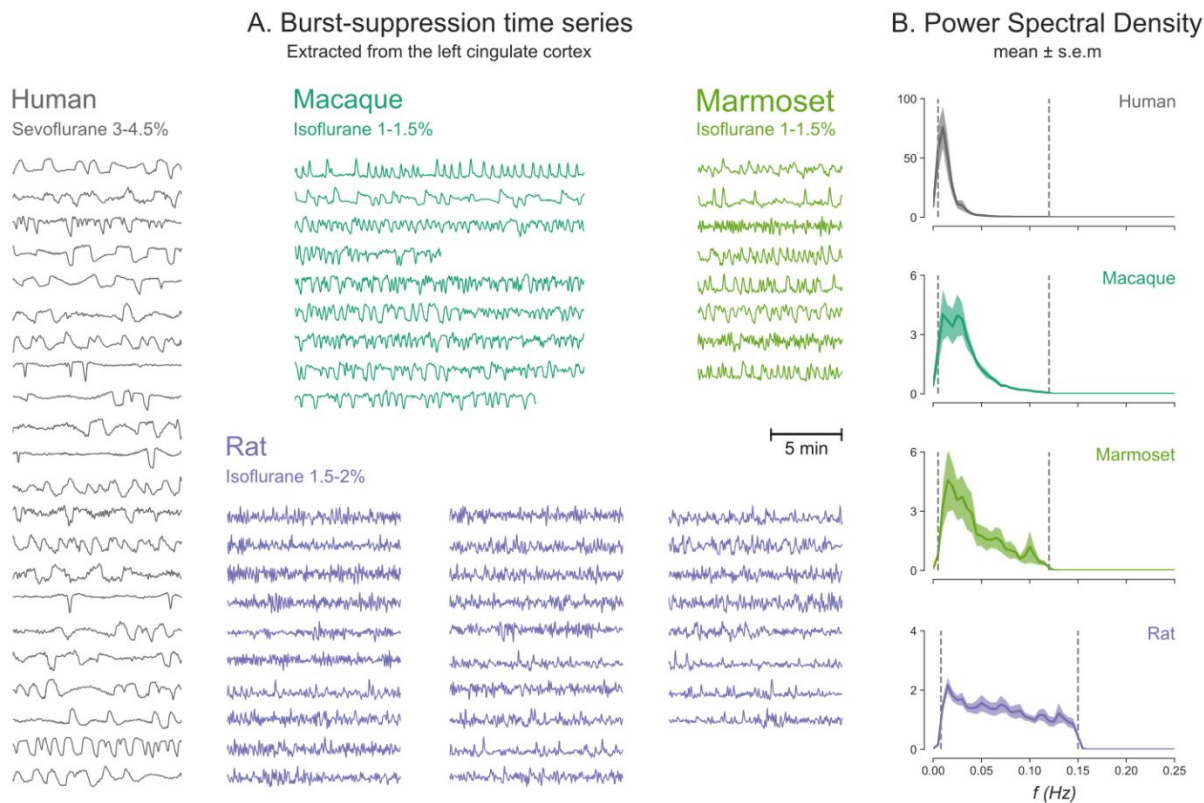 A. Burst-suppression time series
Extracted from the left cingulate cortex
Human
Sevoflurane 3-4.5%
Macaque
Isoflurane 1-1.5%
Marmoset
Isoflurane 1-1.5%
5 min
Rat
Isoflurane 1.5-2%
B. Power Spectral Density
mean ± s.e.m
Human
100
50
0
Macaque
6
3
0
Marmoset
6
3
0
Rat
4
2
0
0.00 0.05 0.10 0.15 0.20 0.25
f (Hz)